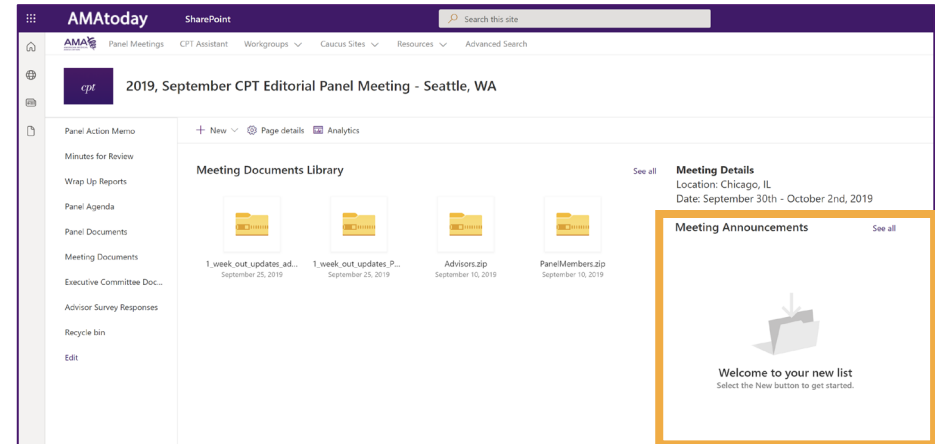 AMAtoday SharePoint Search this site
AMA Panel Meetings CPT Assistant Workgroups Caucus Sites Resources Advanced Search
cpt 2019, September CPT Editorial Panel Meeting - Seattle, WA
Panel Action Memo
Minutes for Review
Wrap Up Reports
Panel Agenda
Panel Documents
Meeting Documents
Executive Committee Doc...
Advisor Survey Responses
Recycle bin
Edit
+ New Page details Analytics
Meeting Documents Library See all
1_week_out_updates_ad... 1_week_out_updates_P... Advisors.zip PanelMembers.zip
September 25, 2019 September 25, 2019 September 10, 2019 September 10, 2019
Meeting Details
Location: Chicago, IL
Date: September 30th - October 2nd, 2019
Meeting Announcements See all
Welcome to your new list
Select the New button to get started.